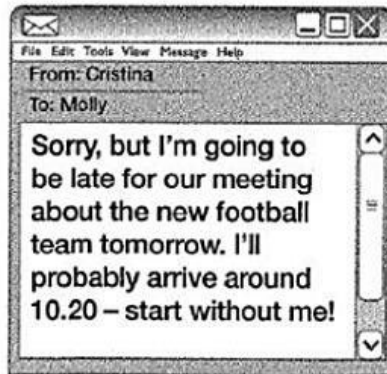 File Edit Tools View Message Help
From: Cristina
To: Molly
Sorry, but I'm going to
be late for our meeting
about the new football
team tomorrow. I'll
probably arrive around
10.20 – start without me!